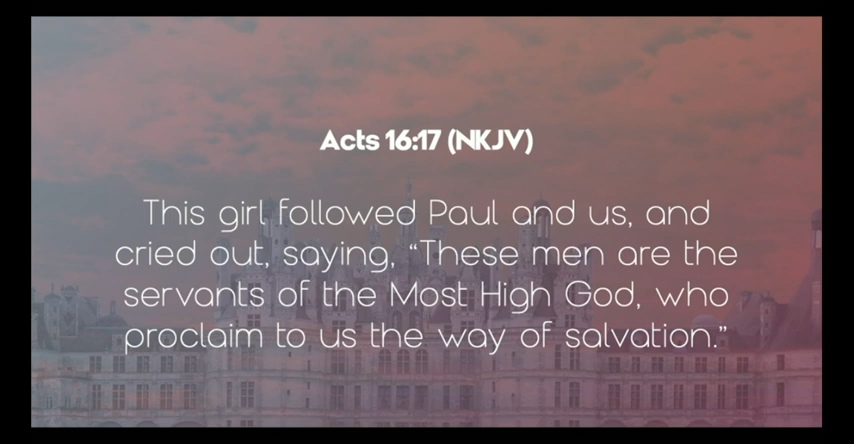 Acts 16:17 (NKJV)
This girl followed Paul and us, and
cried out, saying, “These men are the
servants of the Most High God, who
proclaim to us the way of salvation.”